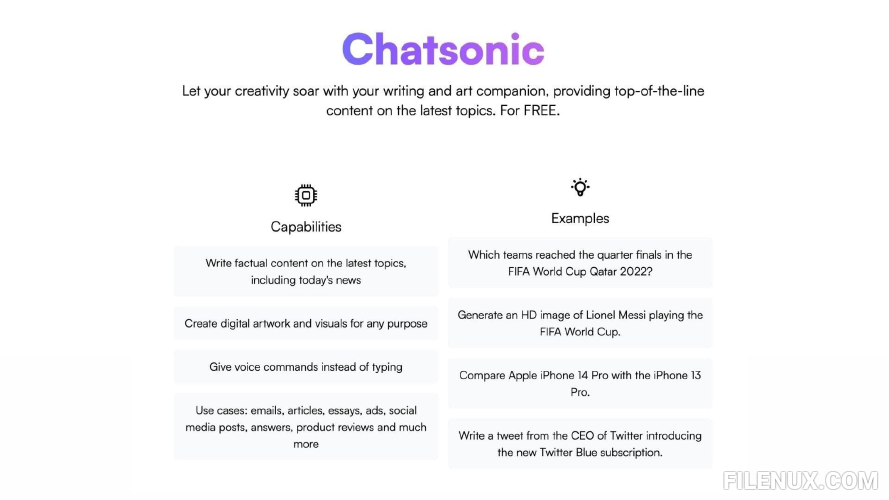 Chatsonic
Let your creativity soar with your writing and art companion, providing top-of-the-line
content on the latest topics. For FREE.
Capabilities
Write factual content on the latest topics,
including today's news
Create digital artwork and visuals for any purpose
Give voice commands instead of typing
Use cases: emails, articles, essays, ads, social
media posts, answers, product reviews and much
more
Examples
Which teams reached the quarter finals in the
FIFA World Cup Qatar 2022?
Generate an HD image of Lionel Messi playing the
FIFA World Cup.
Compare Apple iPhone 14 Pro with the iPhone 13
Pro.
Write a tweet from the CEO of Twitter introducing
the new Twitter Blue subscription.
FILENUX.COM